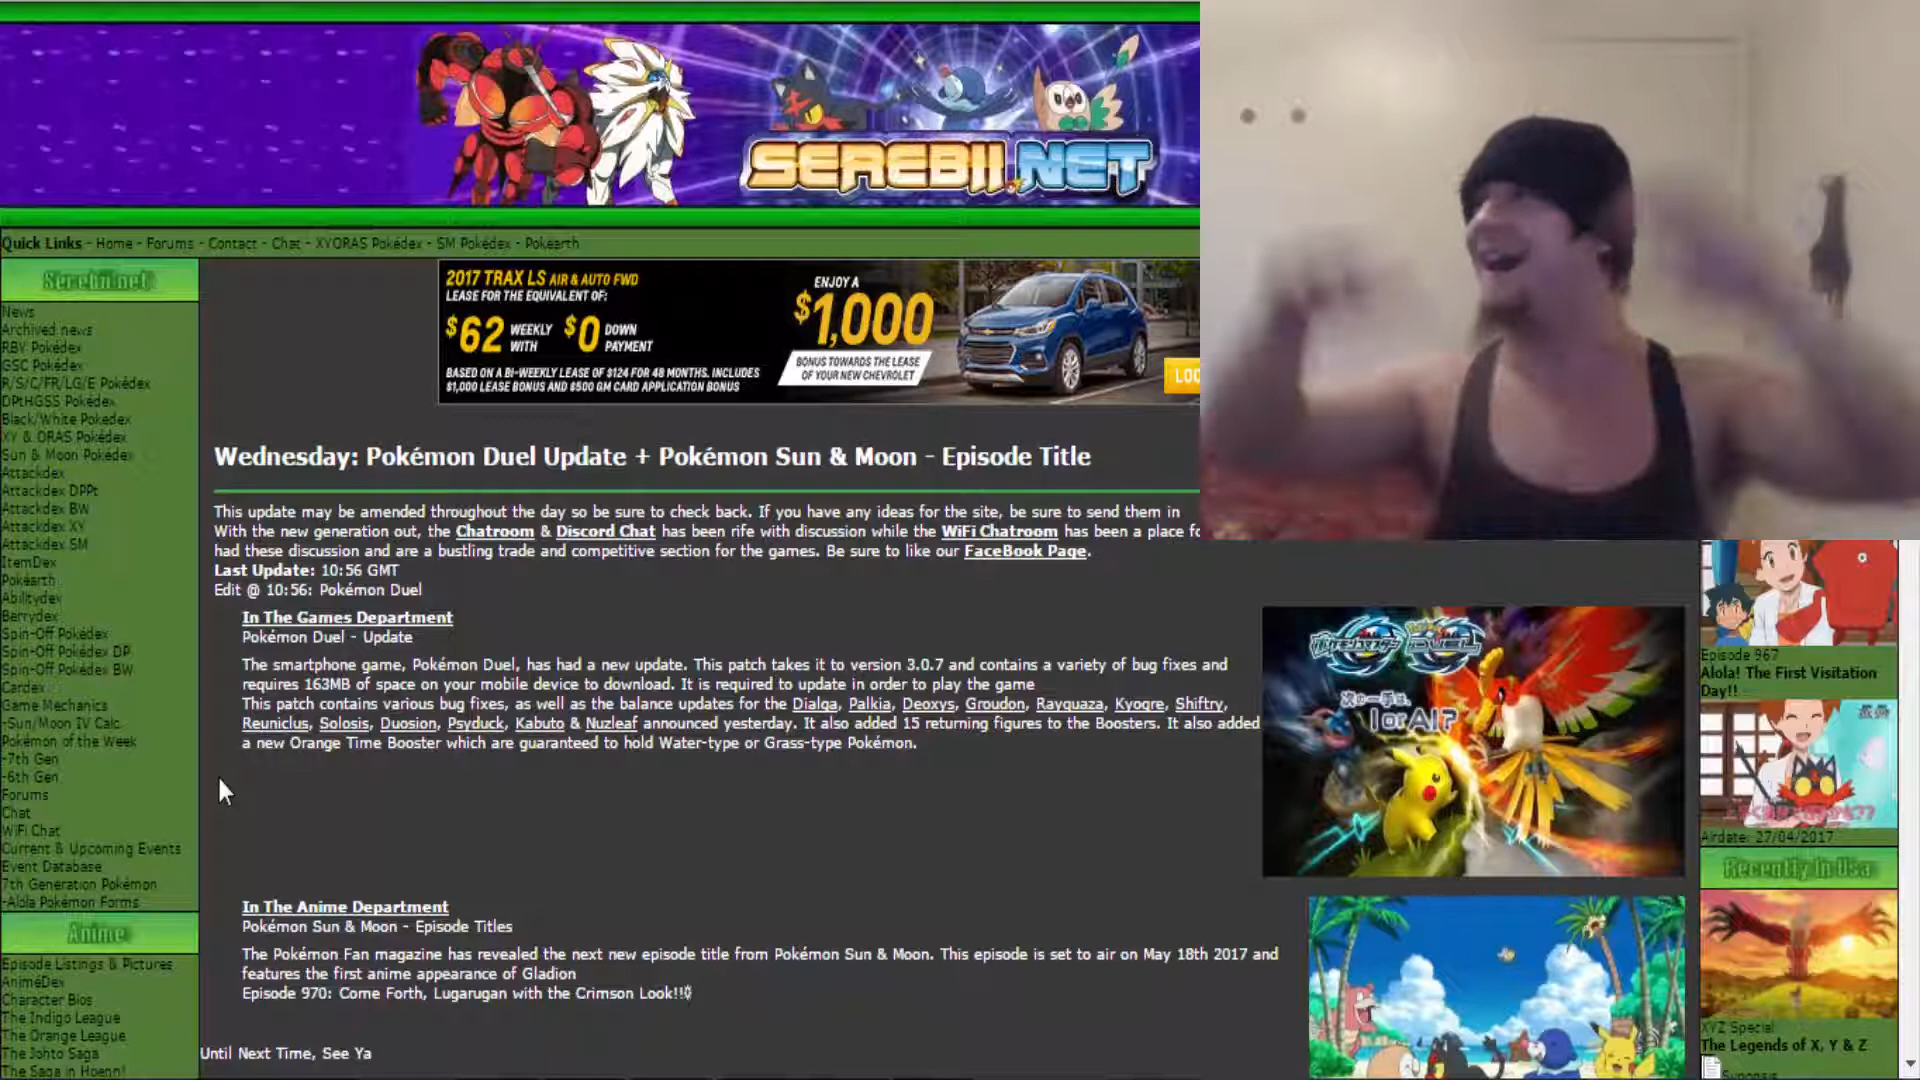 SEREBII.NET
Quick Links - Home - Forums - Contact - Chat - XYORAS Pokédex - SM Pokédex - Pokéarth
Serebii.net
News
Archived news
RBY Pokédex
GSC Pokédex
R/S/C/FR/LG/E Pokédex
DPtHGSS Pokédex
Black/White Pokédex
XY & ORAS Pokédex
Sun & Moon Pokédex
Attackdex
Attackdex DPPt
Attackdex BW
Attackdex XY
Attackdex SM
ItemDex
Pokéarth
Abilitydex
Berrydex
Spin-Off Pokédex
Spin-Off Pokédex DP
Spin-Off Pokédex BW
Cardex
Game Mechanics
-Sun/Moon IV Calc.
Pokémon of the Week
-7th Gen
-6th Gen
Forums
Chat
WiFi Chat
Current & Upcoming Events
Event Database
7th Generation Pokémon
-Alola Pokémon Forms
Anime
Episode Listings & Pictures
AniméDex
Character Bios
The Indigo League
The Orange League
The Johto Saga
The Saga in Hoenn!
2017 TRAX LS AIR & AUTO FWD
LEASE FOR THE EQUIVALENT OF:
$62 WEEKLY WITH $0 DOWN PAYMENT
BASED ON A BI-WEEKLY LEASE OF $124 FOR 48 MONTHS. INCLUDES
$1,000 LEASE BONUS AND $500 GM CARD APPLICATION BONUS
ENJOY A
$1,000
BONUS TOWARDS THE LEASE
OF YOUR NEW CHEVROLET
LOC
Wednesday: Pokémon Duel Update + Pokémon Sun & Moon - Episode Title
This update may be amended throughout the day so be sure to check back. If you have any ideas for the site, be sure to send them in
With the new generation out, the Chatroom & Discord Chat has been rife with discussion while the WiFi Chatroom has been a place fo
had these discussion and are a bustling trade and competitive section for the games. Be sure to like our FaceBook Page.
Last Update: 10:56 GMT
Edit @ 10:56: Pokémon Duel
In The Games Department
Pokémon Duel - Update
The smartphone game, Pokémon Duel, has had a new update. This patch takes it to version 3.0.7 and contains a variety of bug fixes and
requires 163MB of space on your mobile device to download. It is required to update in order to play the game
This patch contains various bug fixes, as well as the balance updates for the Dialga, Palkia, Deoxys, Groudon, Rayquaza, Kyogre, Shiftry,
Reuniclus, Solosis, Duosion, Psyduck, Kabuto & Nuzleaf announced yesterday. It also added 15 returning figures to the Boosters. It also added
a new Orange Time Booster which are guaranteed to hold Water-type or Grass-type Pokémon.
DUEL
次の一手は、
I or AI?
In The Anime Department
Pokémon Sun & Moon - Episode Titles
The Pokémon Fan magazine has revealed the next new episode title from Pokémon Sun & Moon. This episode is set to air on May 18th 2017 and
features the first anime appearance of Gladion
Episode 970: Come Forth, Lugarugan with the Crimson Look!!
Until Next Time, See Ya
Episode 967
Alola! The First Visitation
Day!!
Airdate: 27/04/2017
Recently In Usa
XYZ Special
The Legends of X, Y & Z
Synopsis